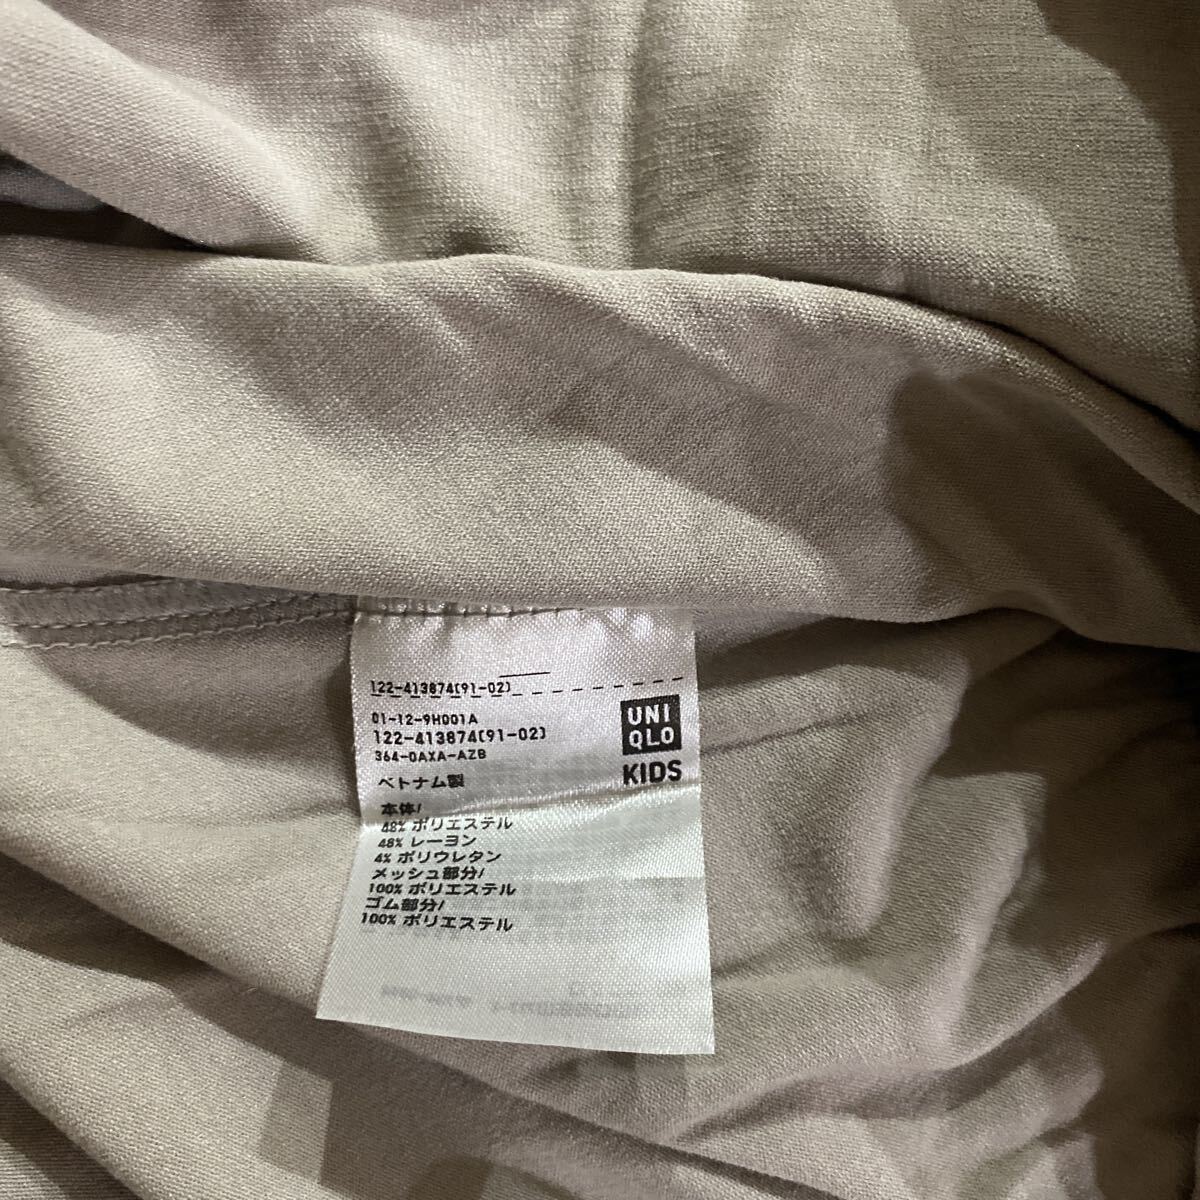 122-413874(91-02)
01-12-9H001A
122-413874(91-02)
364-0AXA-AZB
UNI
QLO
KIDS
ベトナム製
本体/
48% ポリエステル
48% レーヨン
4% ポリウレタン
メッシュ部分/
100% ポリエステル
ゴム部分/
100% ポリエステル